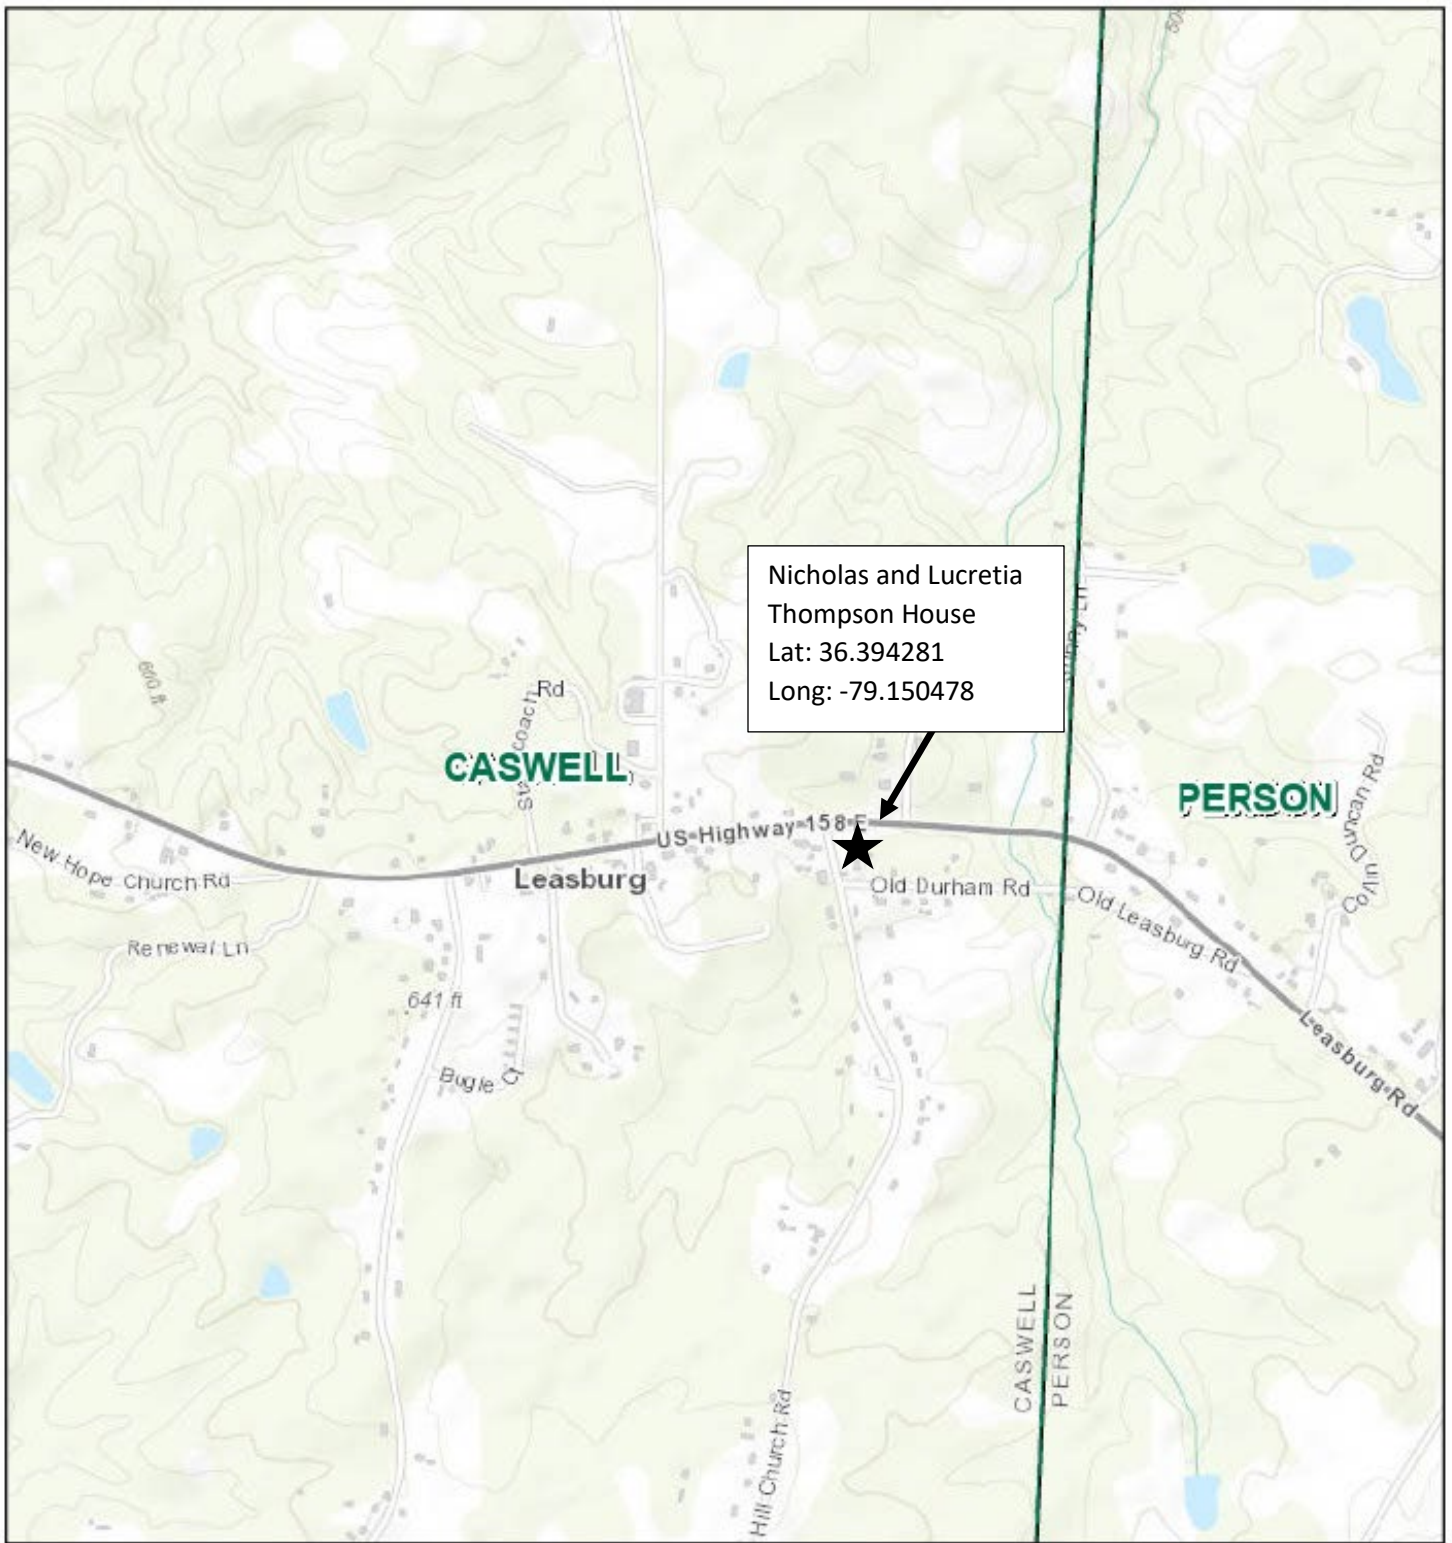 Nicholas and Lucretia
Thompson House
Lat: 36.394281
Long: -79.150478
600 ft
Rd
CASWELL
PERSON
Colvin Duncan Rd
US Highway 158 E
New Hope Church Rd
Leasburg
Old Durham Rd
Old Leasburg Rd
Renewal Ln
641 ft
Leasburg Rd
Bugle Ct
CASWELL
PERSON
Hill Church Rd